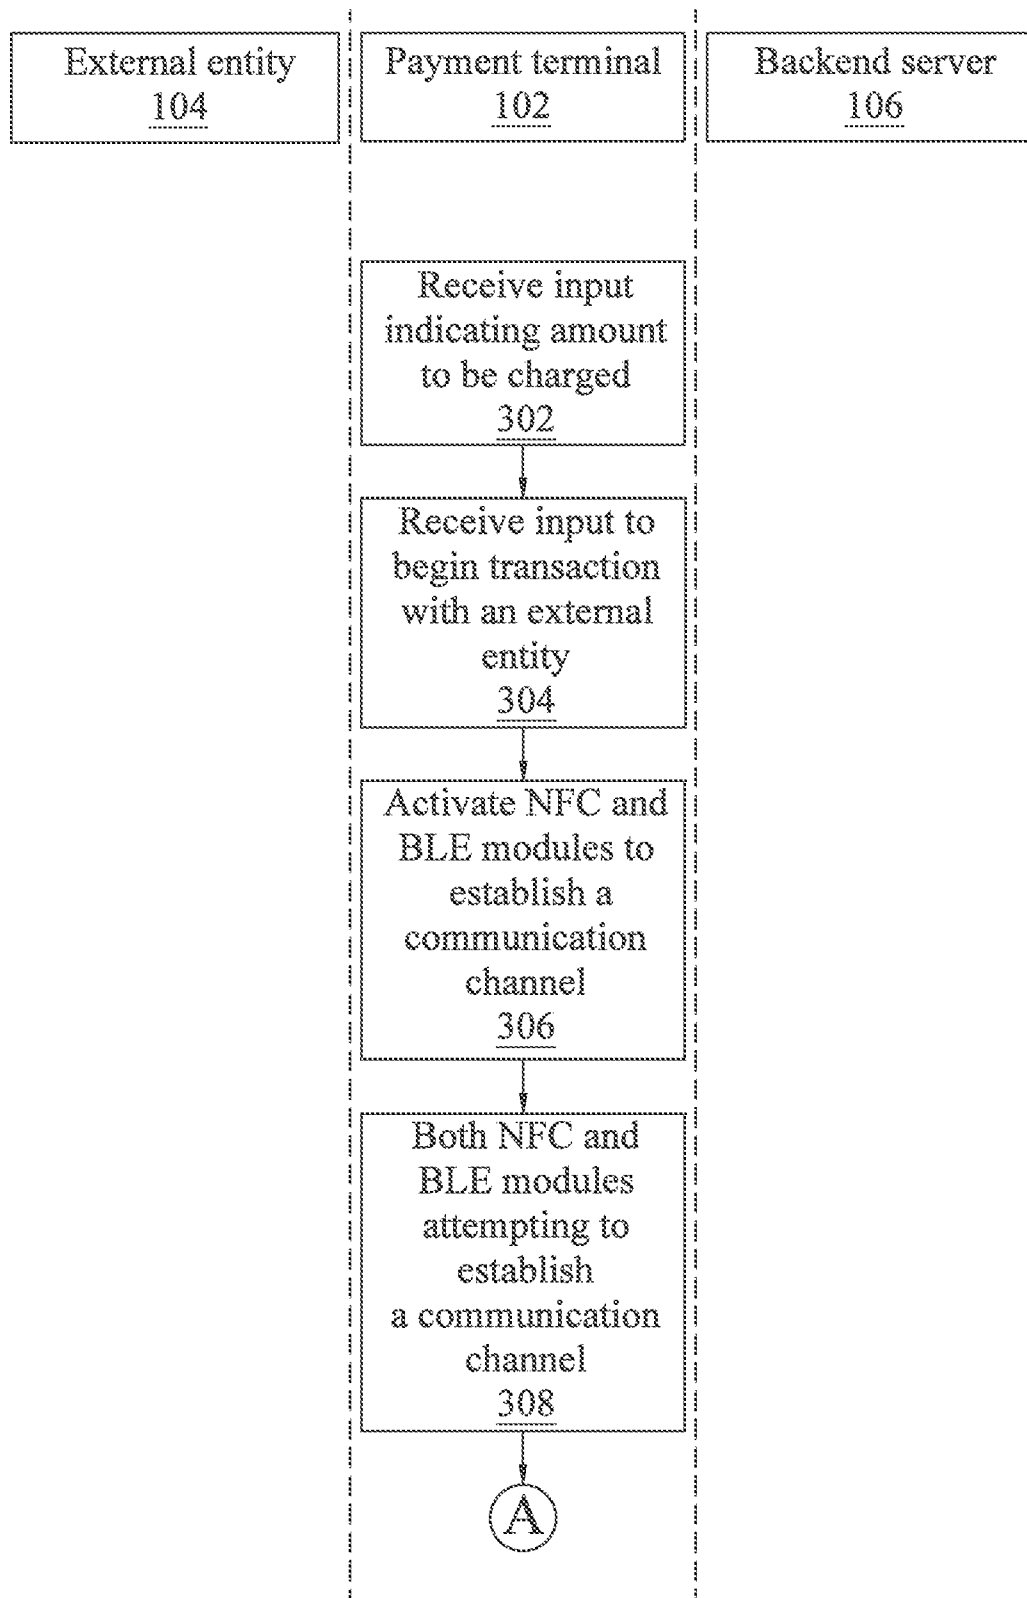 External entity
104
Payment terminal
102
Backend server
106
Receive input
indicating amount
to be charged
302
Receive input to
begin transaction
with an external
entity
304
Activate NFC and
BLE modules to
establish a
communication
channel
306
Both NFC and
BLE modules
attempting to
establish
a communication
channel
308
A